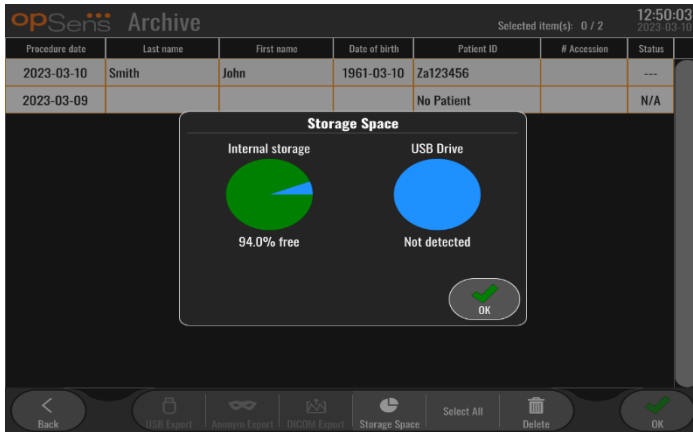 opSens Archive Selected item(s): 0 / 2 12:50:03
2023-03-10
Procedure date Last name First name Date of birth Patient ID # Accession Status
2023-03-10 Smith John 1961-03-10 Za123456 ---
2023-03-09 No Patient N/A
Storage Space
Internal storage USB Drive
94.0% free Not detected
OK
Back USB Export Anonym Export DICOM Export Storage Space Select All Delete OK